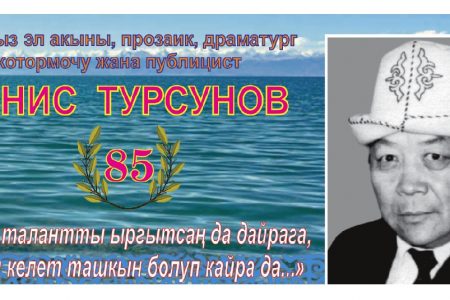 ыз эл акыны, прозаик, драматург
котормочу жана публицист
НИС ТУРСУНОВ
85
таланtты ыргытсаң да дайрага,
келет ташкын болуп кайра да...»